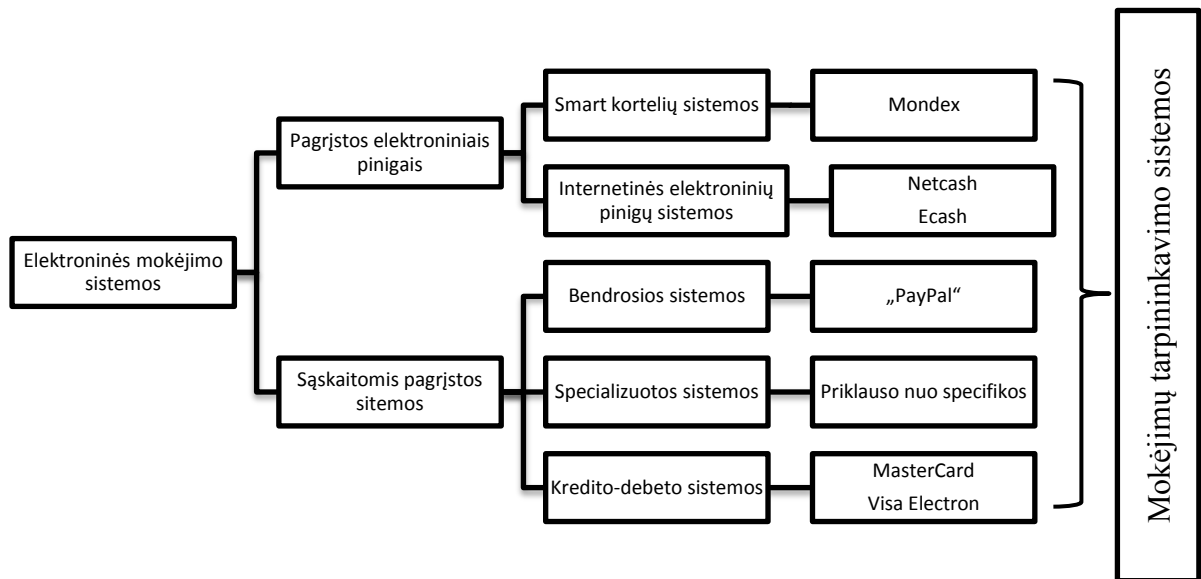 Elektroninės mokėjimo
sistemos
Pagrįstos elektroniniais
pinigais
Smart kortelių sistemos
Mondex
Internetinės elektroninių
pinigų sistemos
Netcash
Ecash
Sąskaitomis pagrįstos
sitemos
Bendrosios sistemos
„PayPal“
Specializuotos sistemos
Priklauso nuo specifikos
Kredito-debeto sistemos
MasterCard
Visa Electron
Mokėjimų tarpininkavimo sistemos